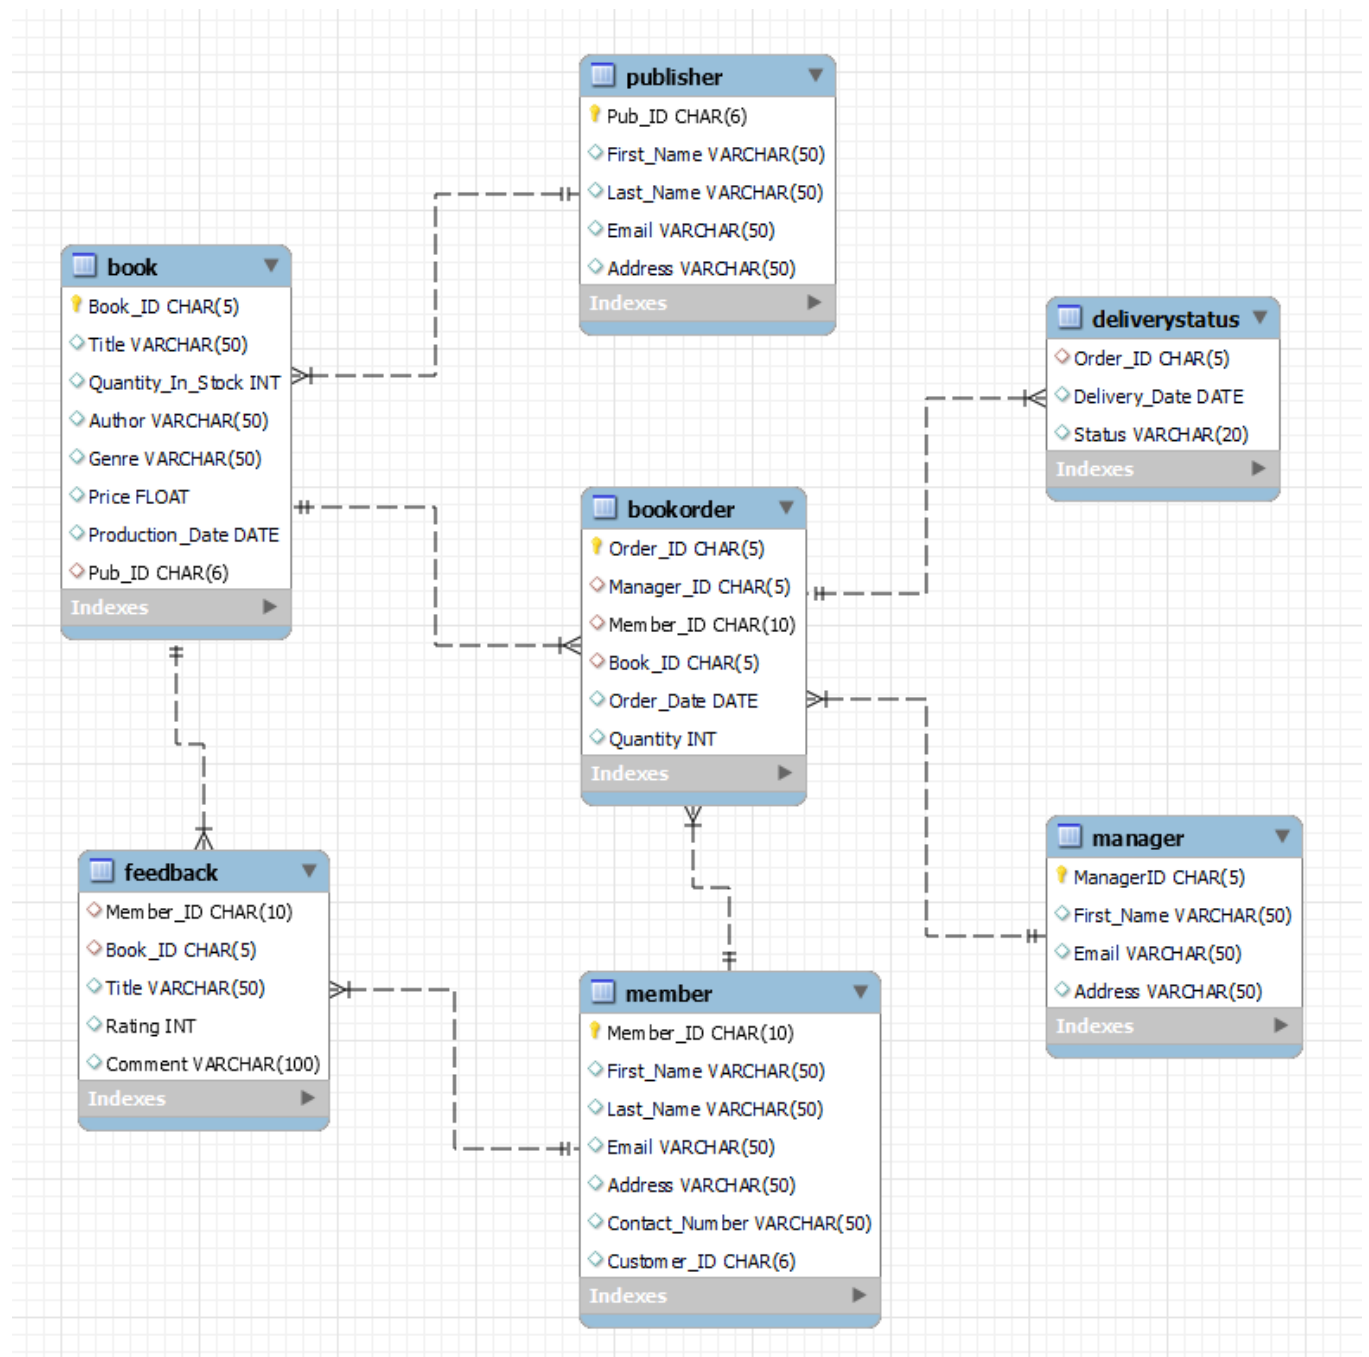 publisher
Pub_ID CHAR(6)
First_Name VARCHAR(50)
Last_Name VARCHAR(50)
Email VARCHAR(50)
Address VARCHAR(50)
Indexes
book
Book_ID CHAR(5)
Title VARCHAR(50)
Quantity_In_Stock INT
Author VARCHAR(50)
Genre VARCHAR(50)
Price FLOAT
Production_Date DATE
Pub_ID CHAR(6)
Indexes
deliverystatus
Order_ID CHAR(5)
Delivery_Date DATE
Status VARCHAR(20)
Indexes
bookorder
Order_ID CHAR(5)
Manager_ID CHAR(5)
Member_ID CHAR(10)
Book_ID CHAR(5)
Order_Date DATE
Quantity INT
Indexes
feedback
Member_ID CHAR(10)
Book_ID CHAR(5)
Title VARCHAR(50)
Rating INT
Comment VARCHAR(100)
Indexes
manager
ManagerID CHAR(5)
First_Name VARCHAR(50)
Email VARCHAR(50)
Address VARCHAR(50)
Indexes
member
Member_ID CHAR(10)
First_Name VARCHAR(50)
Last_Name VARCHAR(50)
Email VARCHAR(50)
Address VARCHAR(50)
Contact_Number VARCHAR(50)
Customer_ID CHAR(6)
Indexes